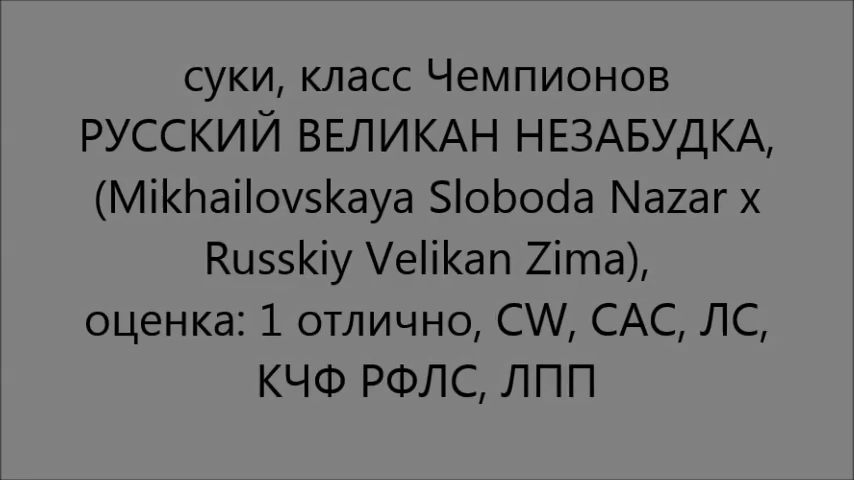 суки, класс Чемпионов
РУССКИЙ ВЕЛИКАН НЕЗАБУДКА,
(Mikhailovskaya Sloboda Nazar x
Russkiy Velikan Zima),
оценка: 1 отлично, CW, САС, ЛС,
КЧФ РФЛС, ЛПП